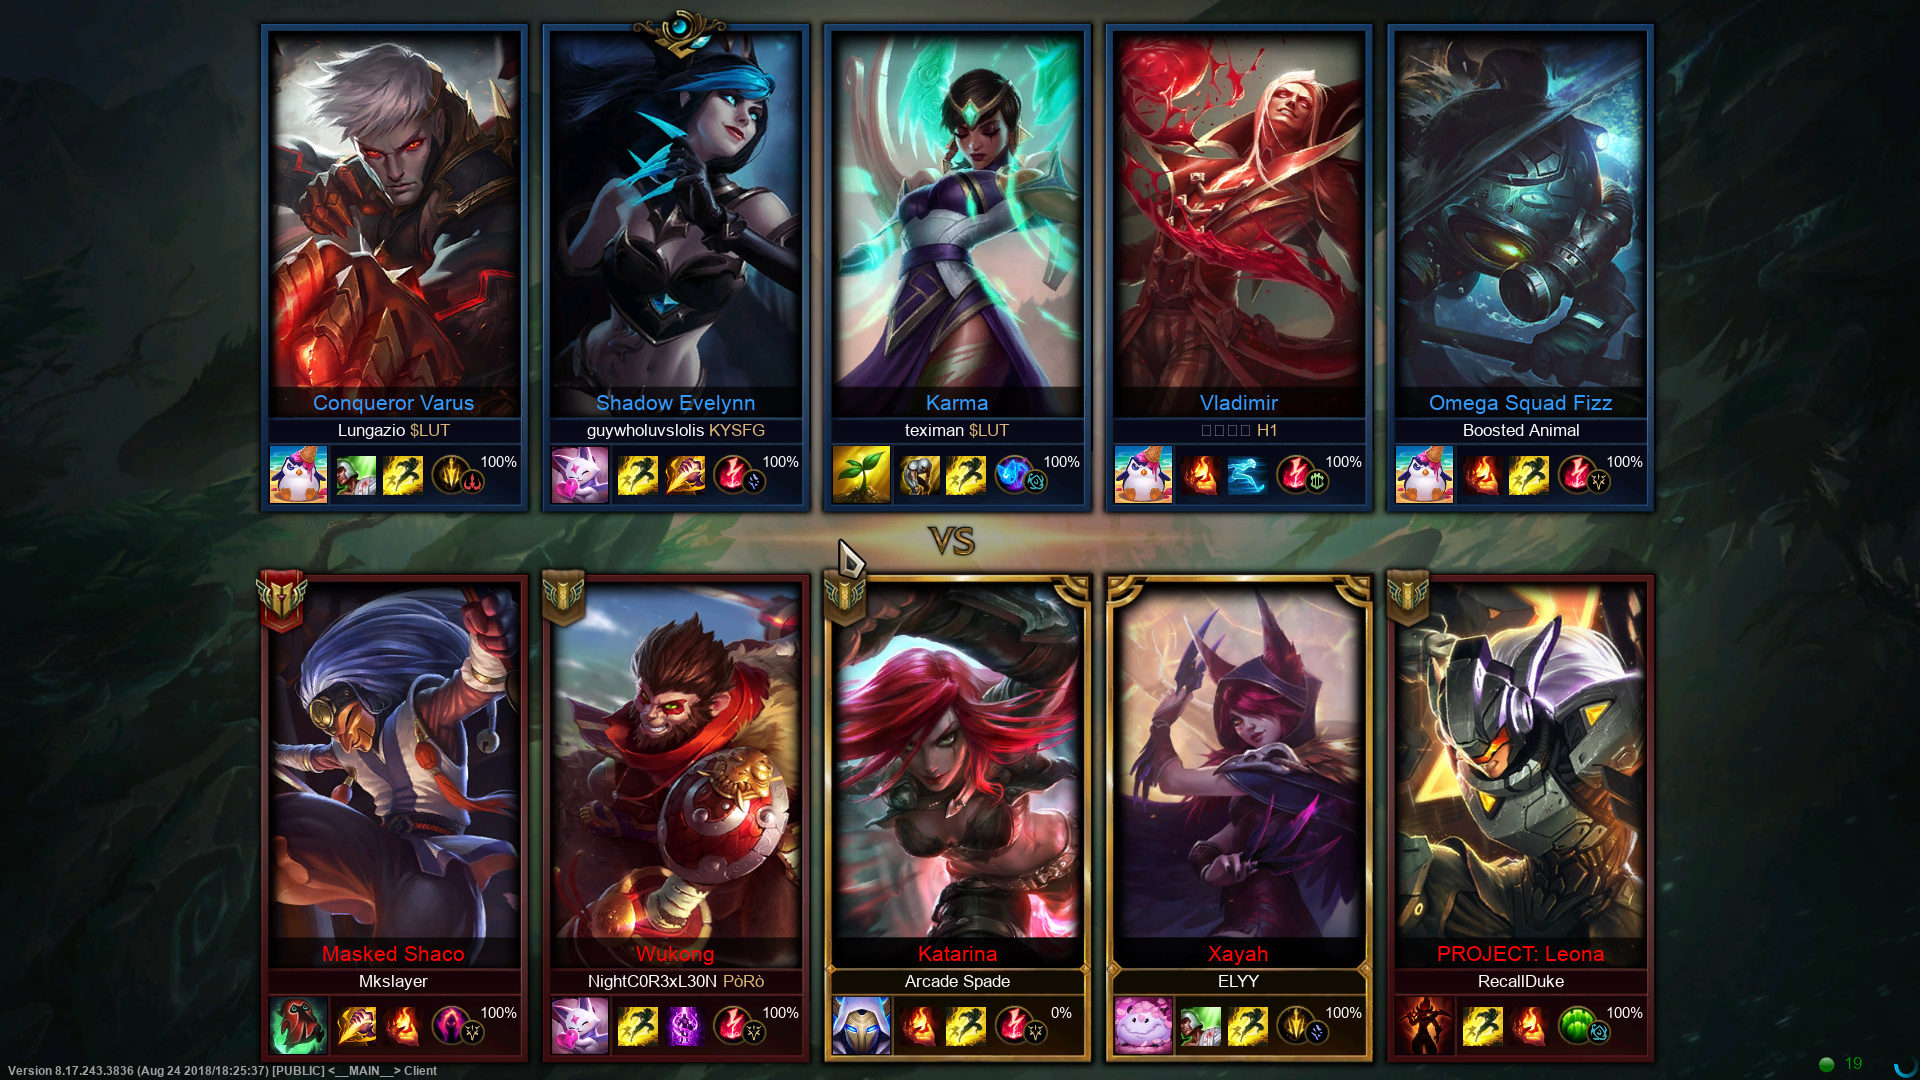 Conqueror Varus
Lungazio $LUT
100%
Shadow Evelynn
guywholuvslolis KYSFG
100%
Karma
teximan $LUT
100%
Vladimir
H1
100%
Omega Squad Fizz
Boosted Animal
100%
VS
Masked Shaco
Mkslayer
100%
Wukong
NightC0R3xL30N PòRò
100%
Katarina
Arcade Spade
0%
Xayah
ELYY
100%
PROJECT: Leona
RecallDuke
100%
Version 8.17.243.3836 (Aug 24 2018/18:25:37) [PUBLIC] <__MAIN__> Client
19